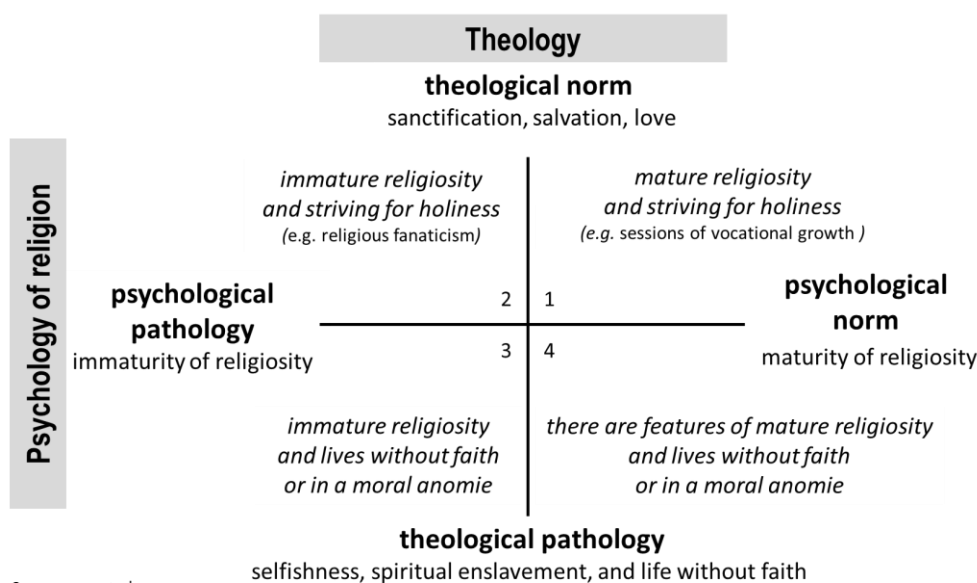 Theology
theological norm
sanctification, salvation, love
Psychology of religion
immature religiosity
and striving for holiness
(e.g. religious fanaticism)
mature religiosity
and striving for holiness
(e.g. sessions of vocational growth )
psychological
pathology
immaturity of religiosity
2
1
psychological
norm
maturity of religiosity
3
4
immature religiosity
and lives without faith
or in a moral anomie
there are features of mature religiosity
and lives without faith
or in a moral anomie
theological pathology
selfishness, spiritual enslavement, and life without faith